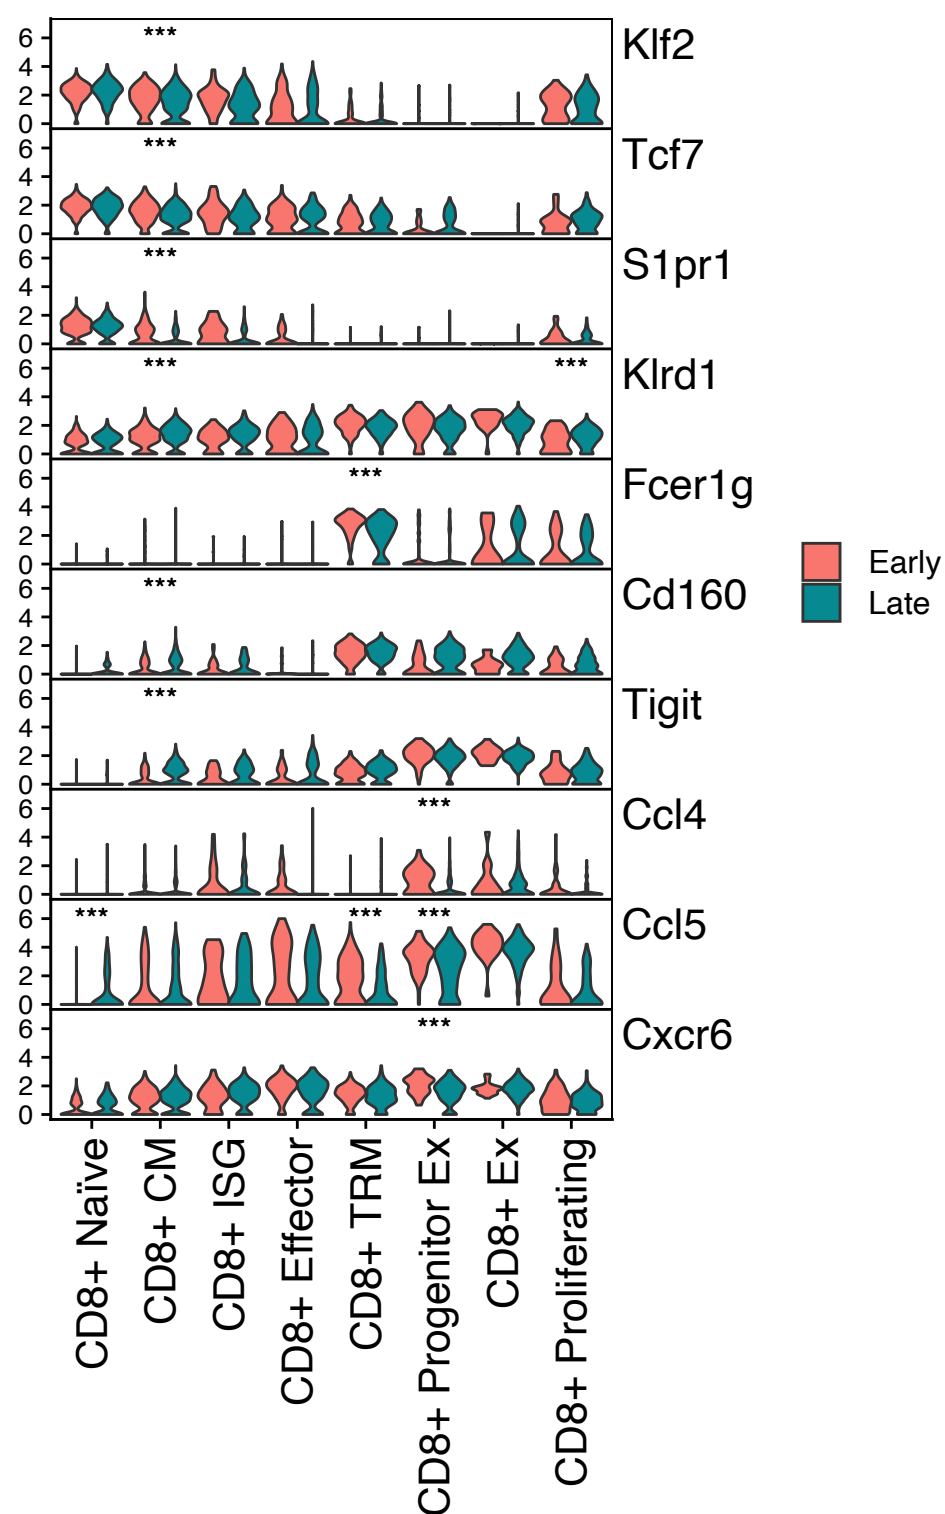 6
4
2
0
***
Klf2
6
4
2
0
***
Tcf7
6
4
2
0
***
S1pr1
6
4
2
0
*** ***
Klrd1
6
4
2
0
***
Fcer1g
6
4
2
0
***
Cd160
6
4
2
0
***
Tigit
6
4
2
0
***
Ccl4
6
4
2
0
*** *** ***
Ccl5
6
4
2
0
***
Cxcr6
Early
Late
CD8+ Naïve
CD8+ CM
CD8+ ISG
CD8+ Effector
CD8+ TRM
CD8+ Progenitor Ex
CD8+ Ex
CD8+ Proliferating